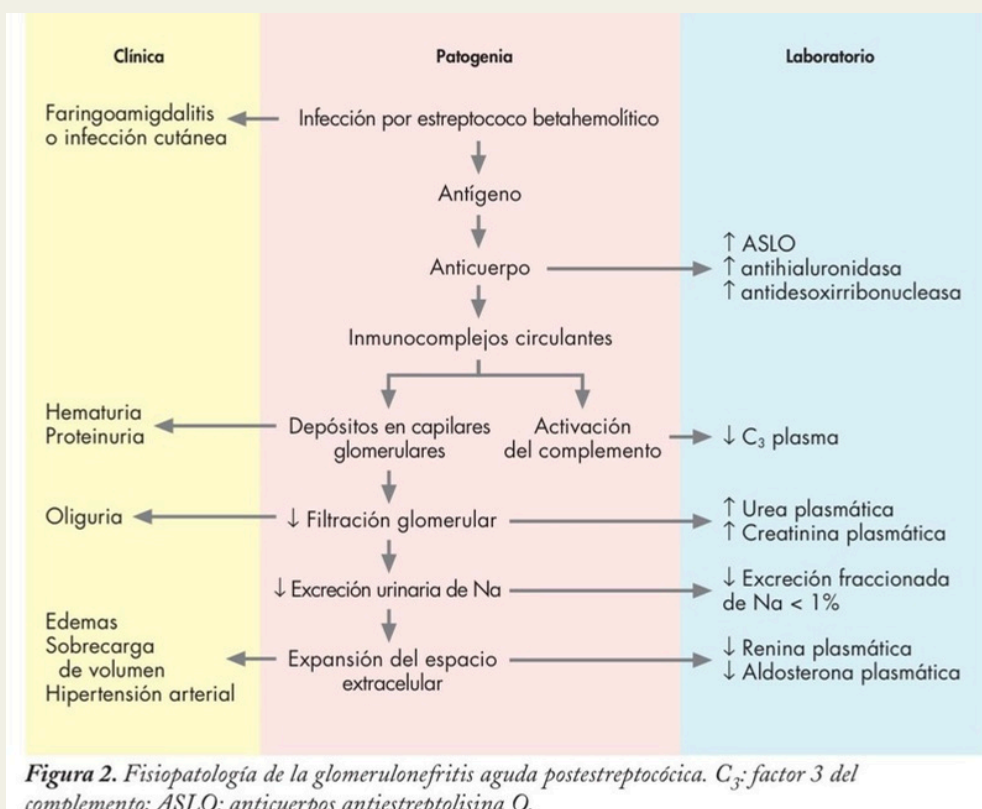 Clínica
Patogenia
Laboratorio
Faringoamigdalitis
o infección cutánea
Infección por estreptococo betahemolítico
Antígeno
Anticuerpo
↑ ASLO
↑ antihialuronidasa
↑ antidesoxirribonucleasa
Inmunocomplejos circulantes
Hematuria
Proteinuria
Depósitos en capilares
glomerulares
Activación
del complemento
↓ C₃ plasma
Oliguria
↓ Filtración glomerular
↑ Urea plasmática
↑ Creatinina plasmática
↓ Excreción urinaria de Na
↓ Excreción fraccionada
de Na < 1%
Edemas
Sobrecarga
de volumen
Hipertensión arterial
Expansión del espacio
extracelular
↓ Renina plasmática
↓ Aldosterona plasmática
Figura 2. Fisiopatología de la glomerulonefritis aguda postestreptocócica. C₃: factor 3 del
complemento; ASLO: anticuerpos antiestreptolisina O.